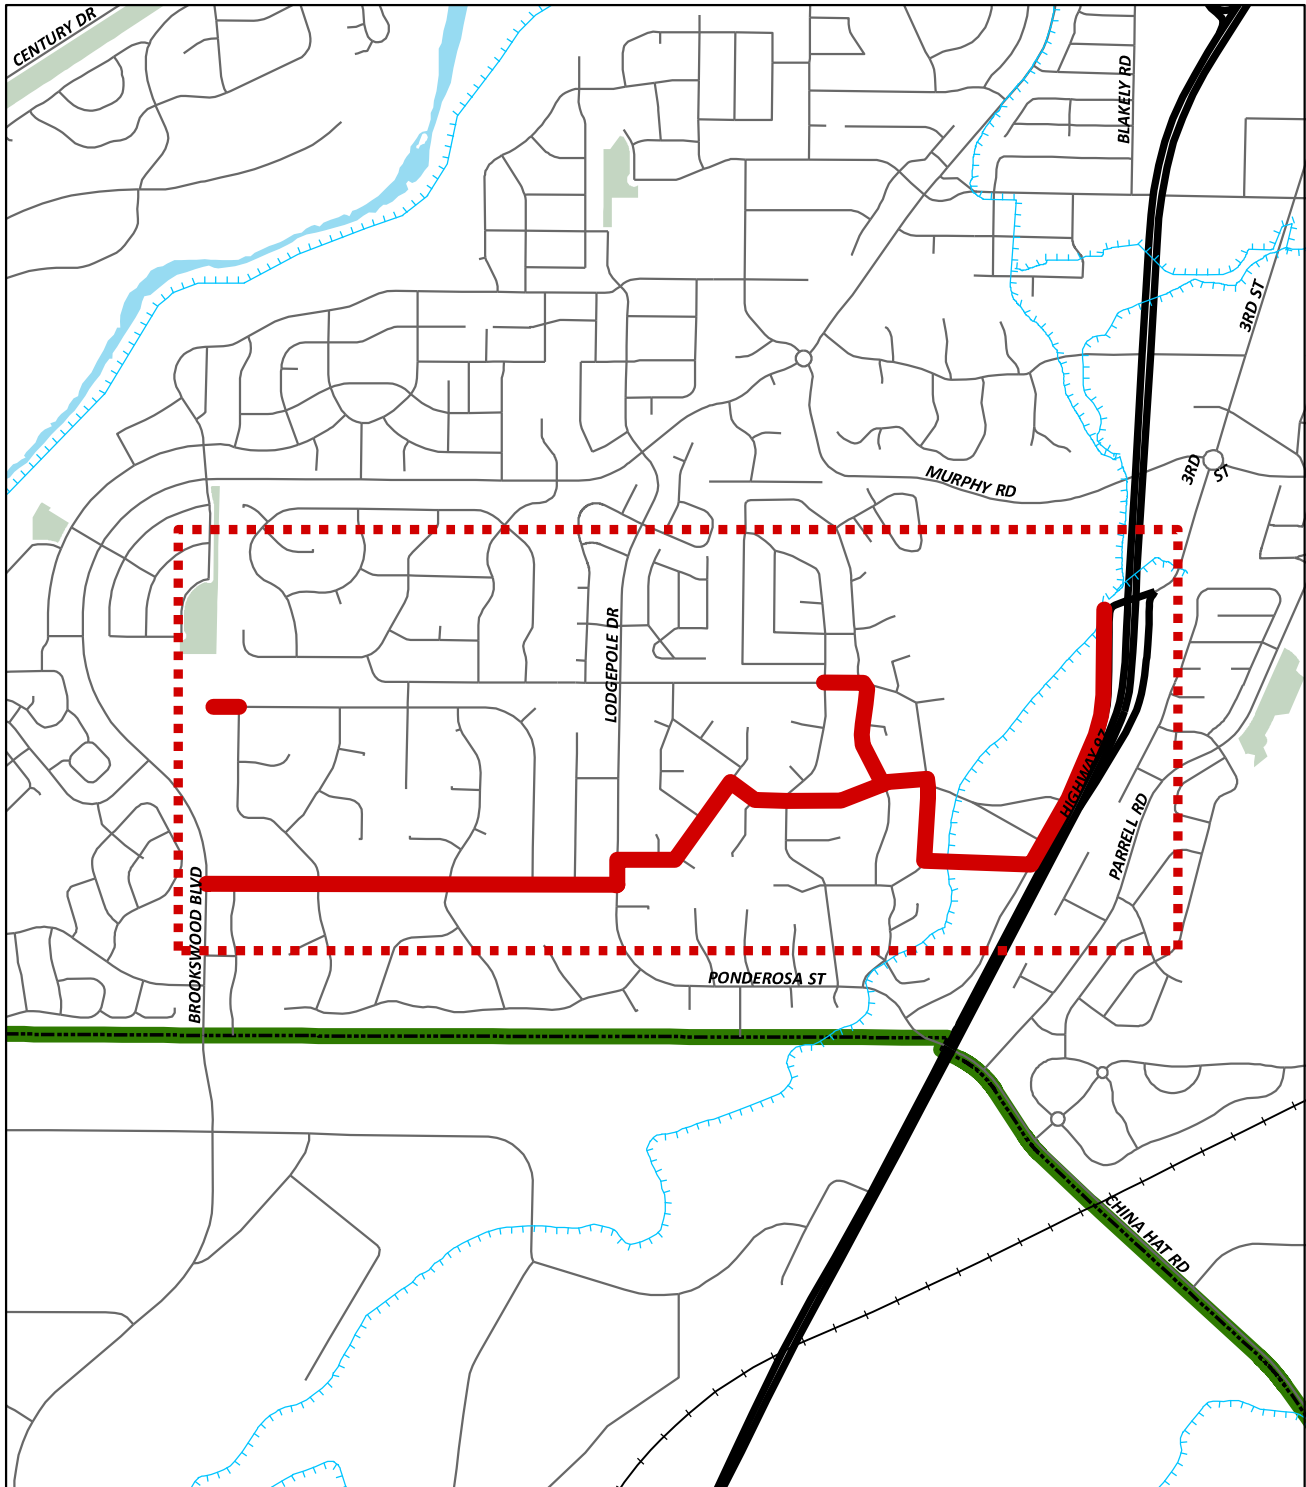 CENTURY DR
BLAKELY RD
3RD ST
MURPHY RD
3RD
ST
LODGEPOLE DR
HIGHWAY 97
PARRELL RD
BROOKSWOOD BLVD
PONDEROSA ST
CHINA HAT RD